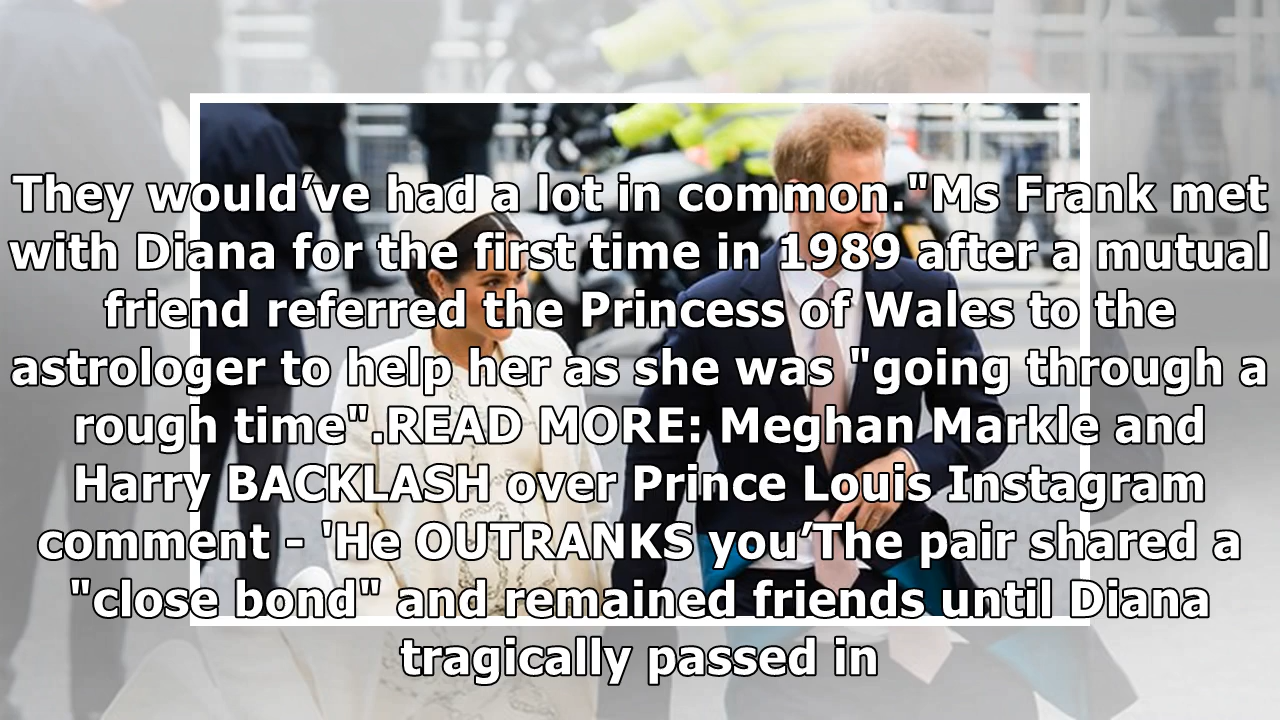 They would’ve had a lot in common."Ms Frank met
with Diana for the first time in 1989 after a mutual
friend referred the Princess of Wales to the
astrologer to help her as she was "going through a
rough time".READ MORE: Meghan Markle and
Harry BACKLASH over Prince Louis Instagram
comment - 'He OUTRANKS you’The pair shared a
"close bond" and remained friends until Diana
tragically passed in